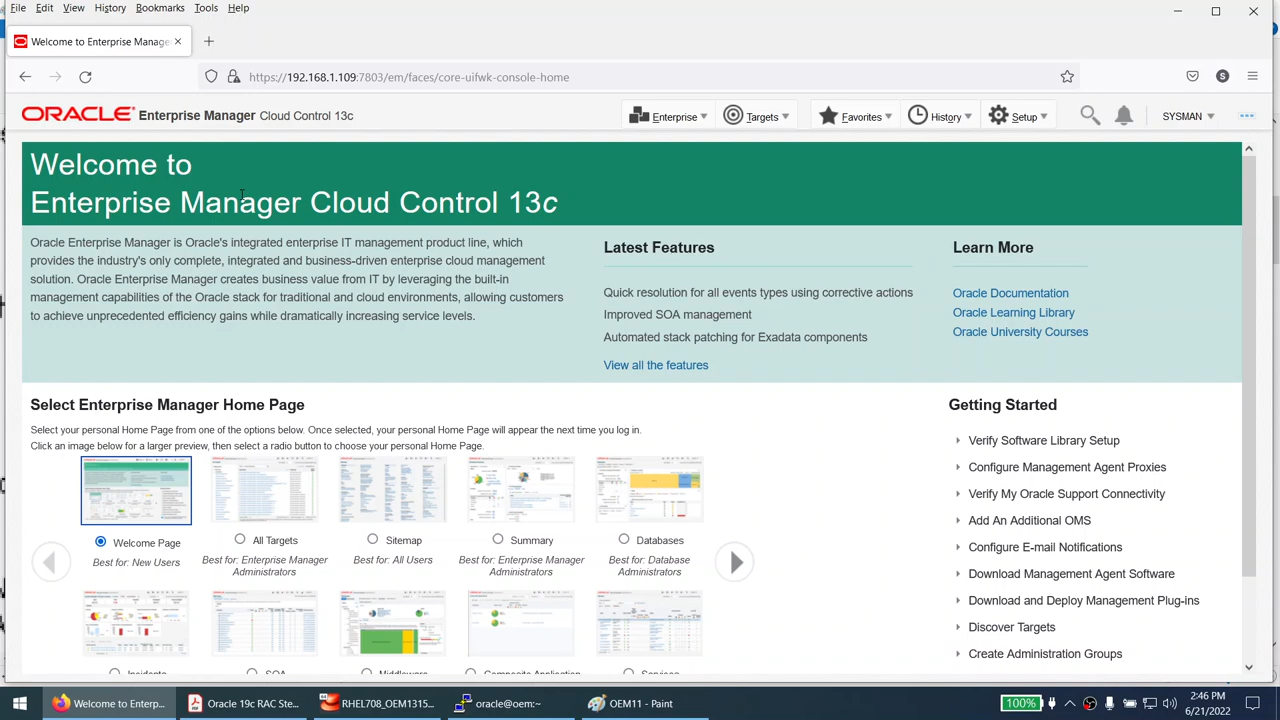 File Edit View History Bookmarks Tools Help
Welcome to Enterprise Manage
https://192.168.1.109:7803/em/faces/core-uifwk-console-home
S
ORACLE Enterprise Manager Cloud Control 13c
Enterprise Targets Favorites History Setup SYSMAN
Welcome to
Enterprise Manager Cloud Control 13c
Oracle Enterprise Manager is Oracle's integrated enterprise IT management product line, which
provides the industry's only complete, integrated and business-driven enterprise cloud management
solution. Oracle Enterprise Manager creates business value from IT by leveraging the built-in
management capabilities of the Oracle stack for traditional and cloud environments, allowing customers
to achieve unprecedented efficiency gains while dramatically increasing service levels.
Latest Features
Quick resolution for all events types using corrective actions
Improved SOA management
Automated stack patching for Exadata components
View all the features
Learn More
Oracle Documentation
Oracle Learning Library
Oracle University Courses
Select Enterprise Manager Home Page
Select your personal Home Page from one of the options below. Once selected, your personal Home Page will appear the next time you log in.
Click an image below for a larger preview, then select a radio button to choose your personal Home Page.
Welcome Page
Best for: New Users
All Targets
Best for: Enterprise Manager
Administrators
Sitemap
Best for: All Users
Summary
Best for: Enterprise Manager
Administrators
Databases
Best for: Database
Administrators
Incidents
SOA
Middleware
Composite Application
Services
Getting Started
Verify Software Library Setup
Configure Management Agent Proxies
Verify My Oracle Support Connectivity
Add An Additional OMS
Configure E-mail Notifications
Download Management Agent Software
Download and Deploy Management Plug-ins
Discover Targets
Create Administration Groups
Welcome to Enterp...
Oracle 19c RAC Ste...
RHEL708_OEM1315...
oracle@oem:~
OEM11 - Paint
100%
2:46 PM
6/21/2022